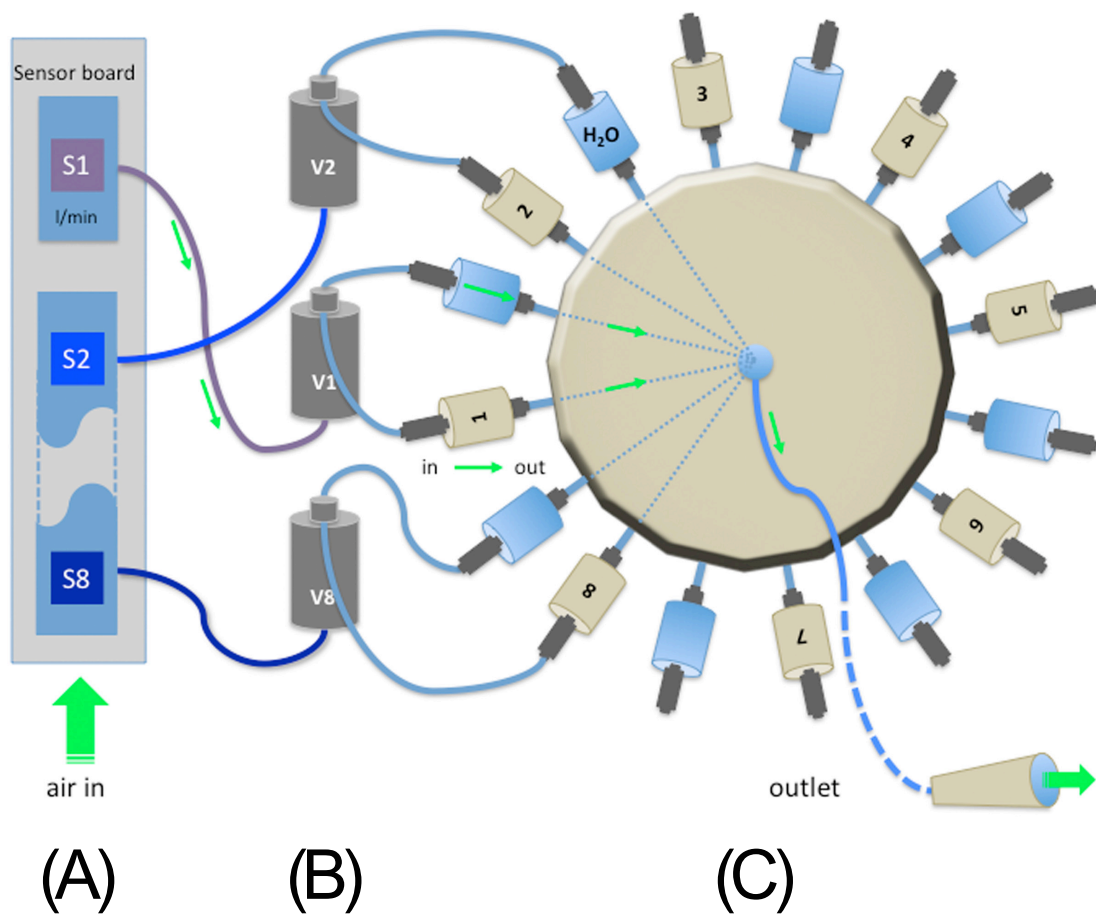 Sensor board
S1
l/min
S2
S8
air in
V2
V1
V8
H₂O
3
4
2
5
1
in
out
6
8
7
outlet
(A)
(B)
(C)